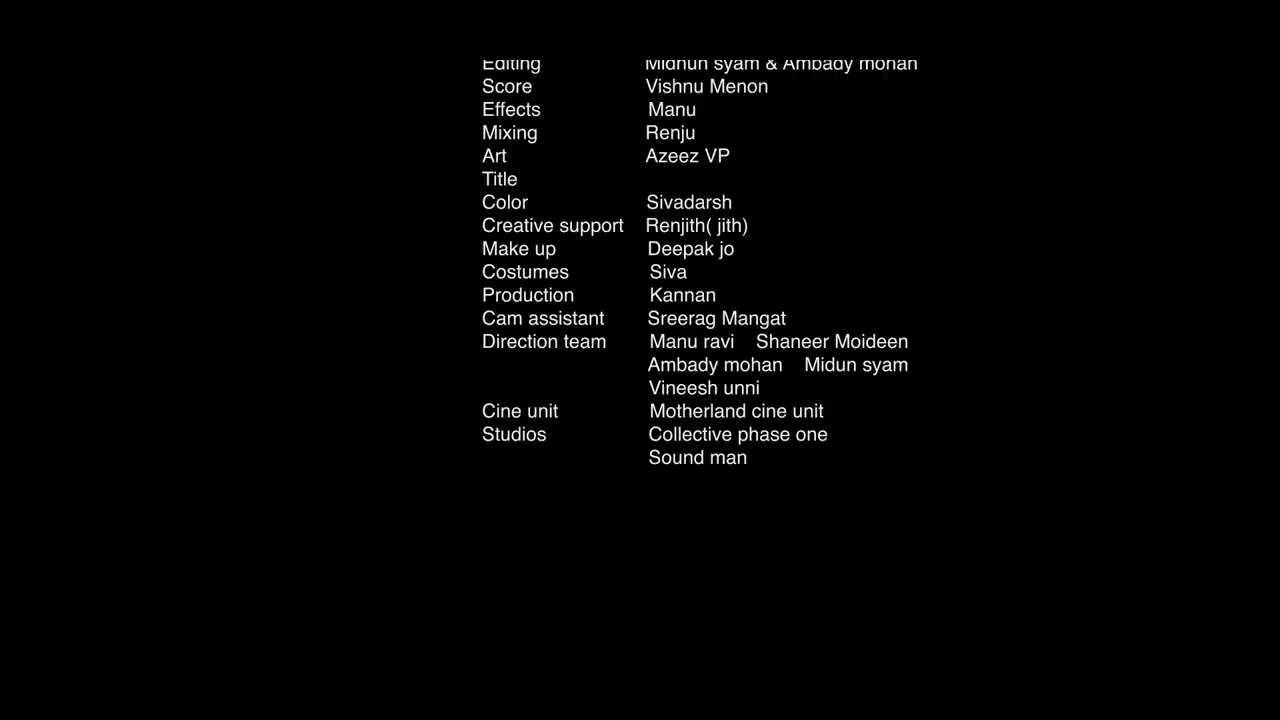 Editing Midhun syam & Ambady mohan
Score Vishnu Menon
Effects Manu
Mixing Renju
Art Azeez VP
Title
Color Sivadarsh
Creative support Renjith( jith)
Make up Deepak jo
Costumes Siva
Production Kannan
Cam assistant Sreerag Mangat
Direction team Manu ravi Shaneer Moideen
Ambady mohan Midun syam
Vineesh unni
Cine unit Motherland cine unit
Studios Collective phase one
Sound man